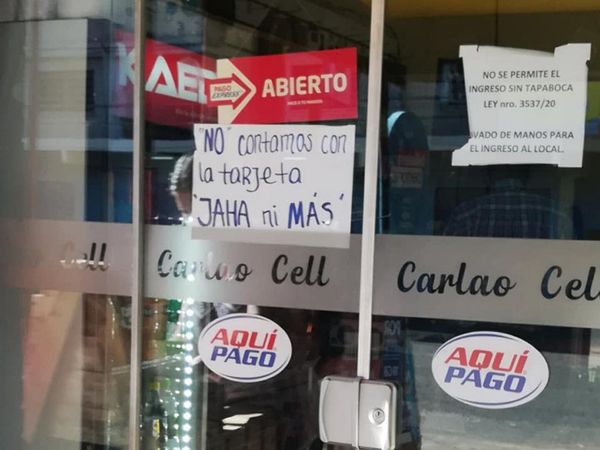 KAED
PAGO
EXPRESS
ABIERTO
"NO" contamos con
la tarjeta
"JAHA ni MÁS"
NO SE PERMITE EL
INGRESO SIN TAPABOCA
LEY nro. 3537/20
VADO DE MANOS PARA
EL INGRESO AL LOCAL.
Cell
Carlao Cell
Carlao Cel
AQUÍ
PAGO
AQUÍ
PAGO